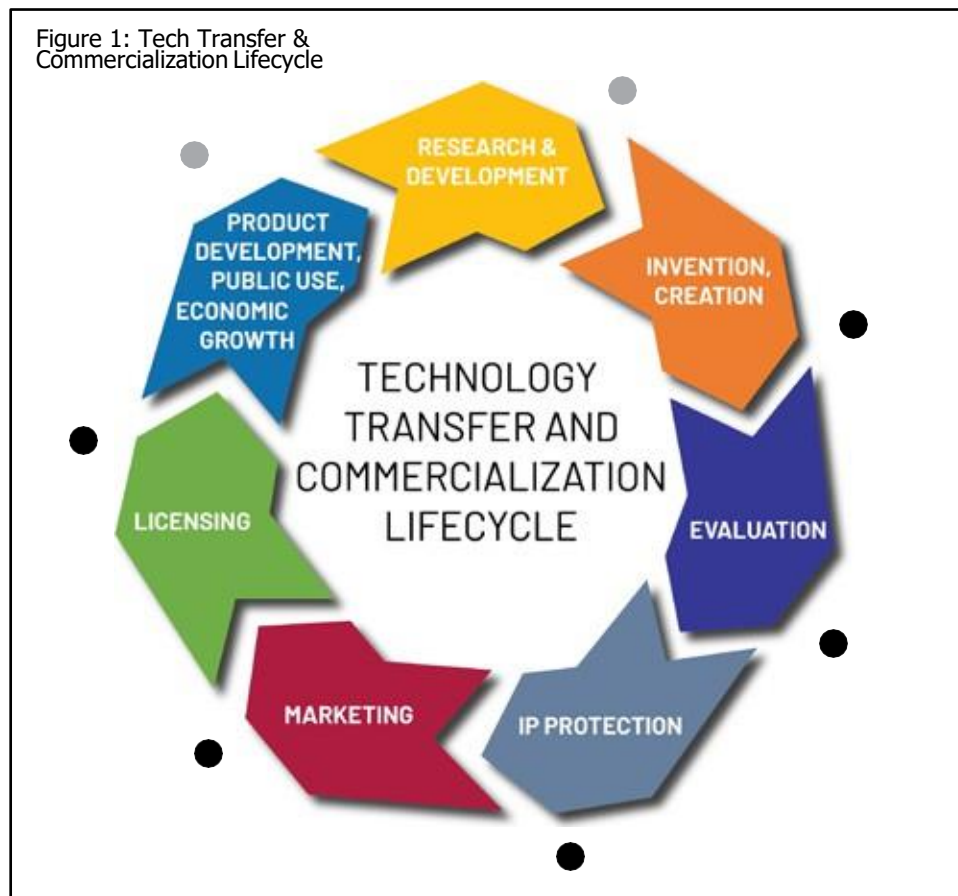 Figure 1: Tech Transfer &
Commercialization Lifecycle
RESEARCH &
DEVELOPMENT
INVENTION,
CREATION
EVALUATION
IP PROTECTION
MARKETING
LICENSING
PRODUCT
DEVELOPMENT,
PUBLIC USE,
ECONOMIC
GROWTH
TECHNOLOGY
TRANSFER AND
COMMERCIALIZATION
LIFECYCLE